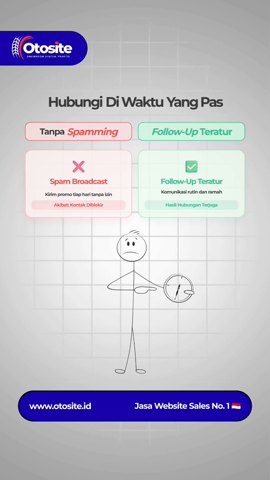 Otosite
Hubungi Di Waktu Yang Pas
Tanpa Spamming
Follow-Up Teratur
Spam Broadcast
Kirim promo tiap hari tanpa izin
Akibat Kontak Diblokir
Follow-Up Teratur
Komunikasi rutin dan ramah
Hasil Hubungan Terjaga
www.otosite.id
Jasa Website Sales No. 1